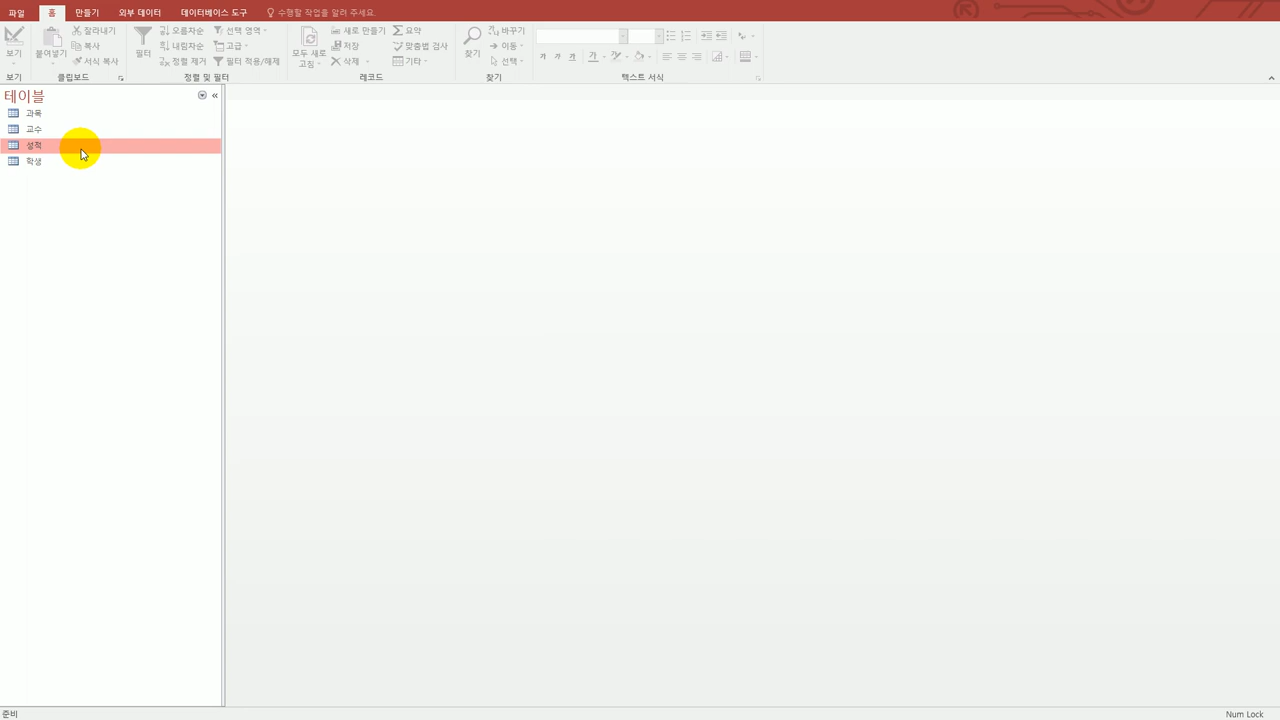 파일 홈 만들기 외부 데이터 데이터베이스 도구 수행할 작업을 알려 주세요.
보기
붙여넣기
잘라내기
복사
서식 복사
필터
오름차순
내림차순
정렬 제거
선택 영역
고급
필터 적용/해제
모두 새로
고침
새로 만들기
저장
삭제
요약
맞춤법 검사
기타
찾기
바꾸기
이동
선택
가 가 가 가
보기 클립보드 정렬 및 필터 레코드 찾기 텍스트 서식
테이블
과목
교수
성적
학생
준비 Num Lock